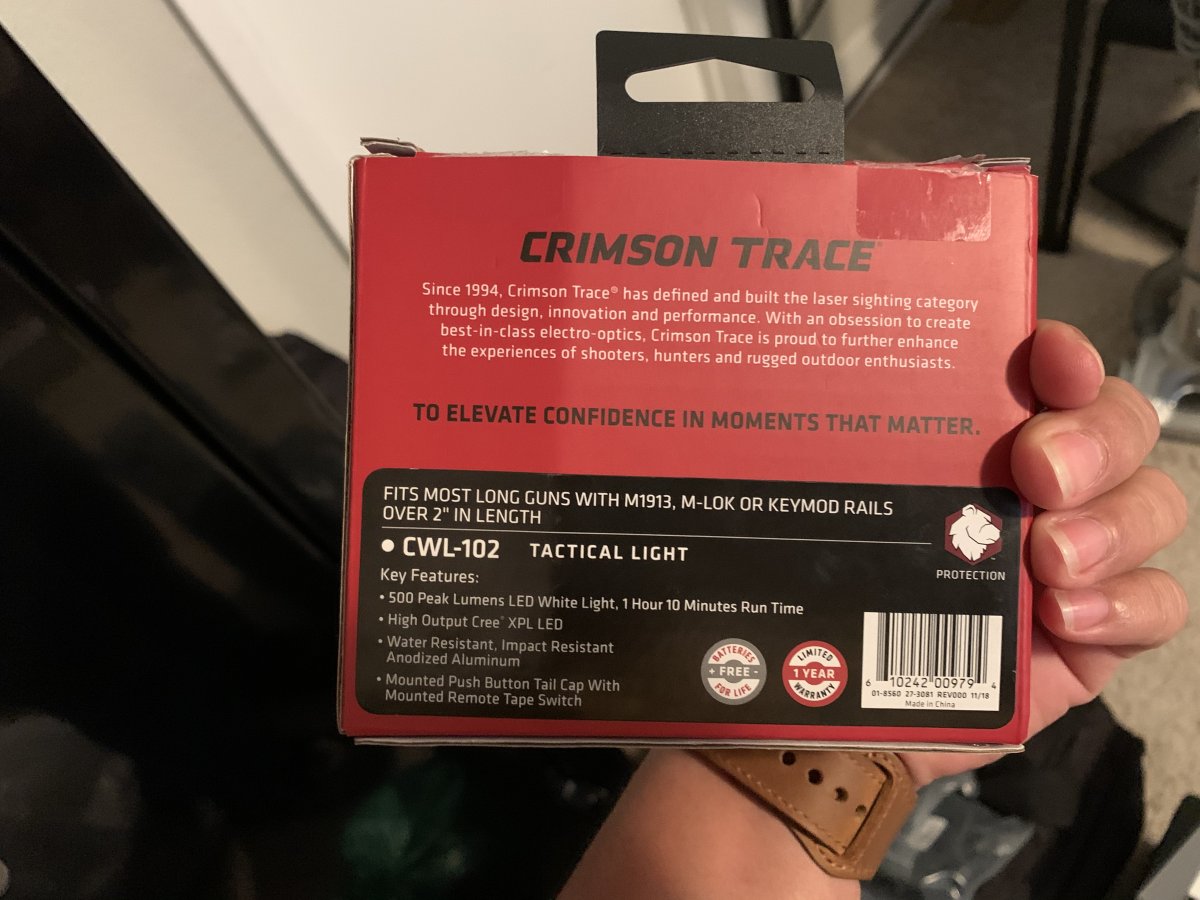 CRIMSON TRACE
Since 1994, Crimson Trace® has defined and built the laser sighting category
through design, innovation and performance. With an obsession to create
best-in-class electro-optics, Crimson Trace is proud to further enhance
the experiences of shooters, hunters and rugged outdoor enthusiasts.
TO ELEVATE CONFIDENCE IN MOMENTS THAT MATTER.
FITS MOST LONG GUNS WITH M1913, M-LOK OR KEYMOD RAILS
OVER 2" IN LENGTH
• CWL-102 TACTICAL LIGHT
PROTECTION
Key Features:
• 500 Peak Lumens LED White Light, 1 Hour 10 Minutes Run Time
• High Output Cree® XPL LED
• Water Resistant, Impact Resistant
Anodized Aluminum
• Mounted Push Button Tail Cap With
Mounted Remote Tape Switch
BATTERIES
+ FREE -
FOR LIFE
LIMITED
1 YEAR
WARRANTY
6 10242 00979 4
01-8560 27-3081 REV000 11/18
Made in China